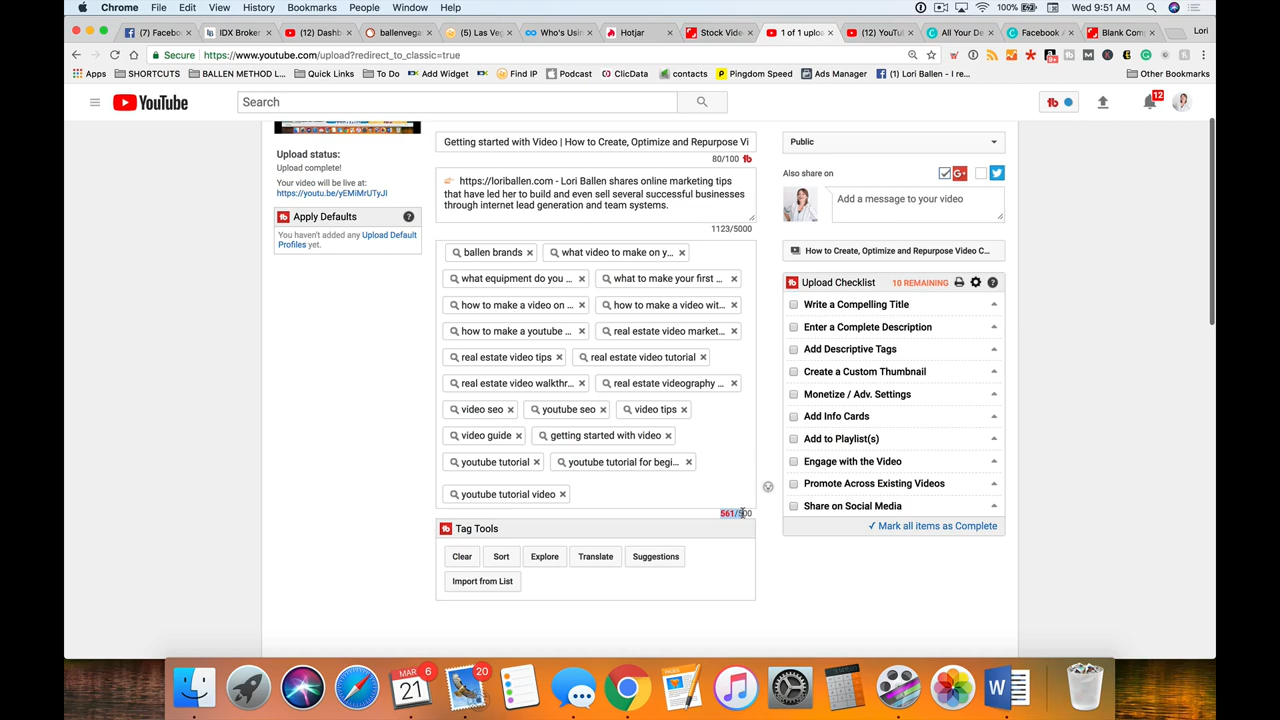 Chrome File Edit View History Bookmarks People Window Help 100% Wed 9:51 AM
(7) Facebo IDX Broker (12) Dashb ballenvega (5) Las Ve Who's Usin Hotjar Stock Vide 1 of 1 uploa (12) YouTu All Your De Facebook A Blank Comp Lori
Secure https://www.youtube.com/upload?redirect_to_classic=true
Apps SHORTCUTS BALLEN METHOD L... Quick Links To Do Add Widget Find IP Podcast ClicData contacts Pingdom Speed Ads Manager (1) Lori Ballen - I re... Other Bookmarks
YouTube Search tb 12
Upload status:
Upload complete!
Your video will be live at:
https://youtu.be/yEMiMrUTyJI
Apply Defaults ?
You haven't added any Upload Default
Profiles yet.
Getting started with Video | How to Create, Optimize and Repurpose Vi
80/100 tb
https://loriballen.com - Lori Ballen shares online marketing tips
that have led her to build and even sell several successful businesses
through internet lead generation and team systems.
1123/5000
ballen brands × what video to make on y... ×
what equipment do you ... × what to make your first ... ×
how to make a video on ... × how to make a video wit... ×
how to make a youtube ... × real estate video market... ×
real estate video tips × real estate video tutorial ×
real estate video walkthr... × real estate videography ... ×
video seo × youtube seo × video tips ×
video guide × getting started with video ×
youtube tutorial × youtube tutorial for begi... ×
youtube tutorial video ×
561/500
tb Tag Tools
Clear Sort Explore Translate Suggestions
Import from List
Public
Also share on G+
Add a message to your video
How to Create, Optimize and Repurpose Video C...
tb Upload Checklist 10 REMAINING ?
Write a Compelling Title
Enter a Complete Description
Add Descriptive Tags
Create a Custom Thumbnail
Monetize / Adv. Settings
Add Info Cards
Add to Playlist(s)
Engage with the Video
Promote Across Existing Videos
Share on Social Media
✓ Mark all items as Complete
MAR 21 6 20 W